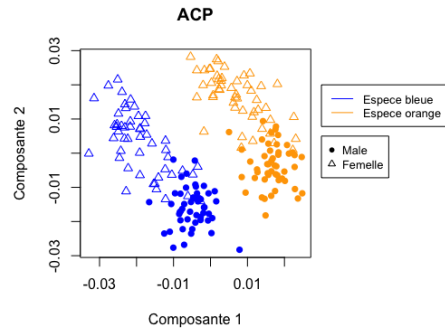 ACP
Composante 2
0.03
0.01
-0.01
-0.03
-0.03
-0.01
0.01
Composante 1
Espece bleue
Espece orange
Male
Femelle